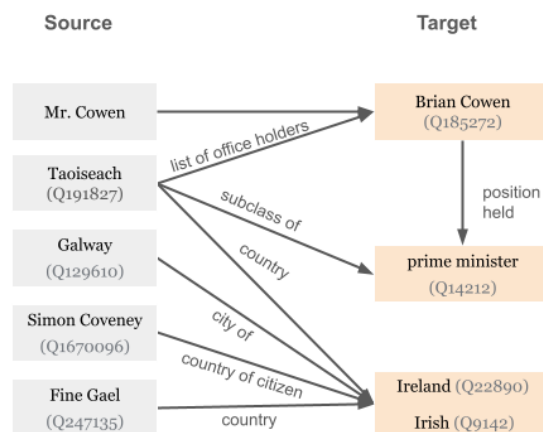 Source
Target
Mr. Cowen
Brian Cowen
(Q185272)
list of office holders
Taoiseach
(Q191827)
subclass of
position
held
Galway
(Q129610)
country
prime minister
(Q14212)
city of
Simon Coveney
(Q1670096)
country of citizen
Fine Gael
(Q247135)
country
Ireland (Q22890)
Irish (Q9142)